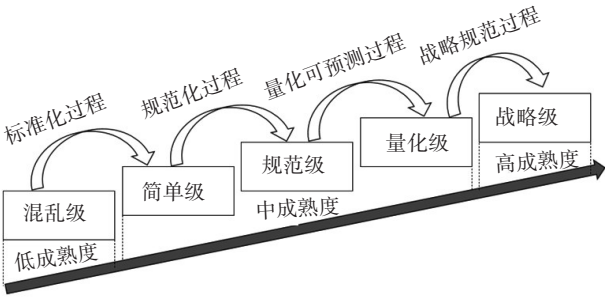 标准化过程
规范化过程
量化可预测过程
战略规范过程
混乱级
简单级
规范级
量化级
战略级
低成熟度
中成熟度
高成熟度